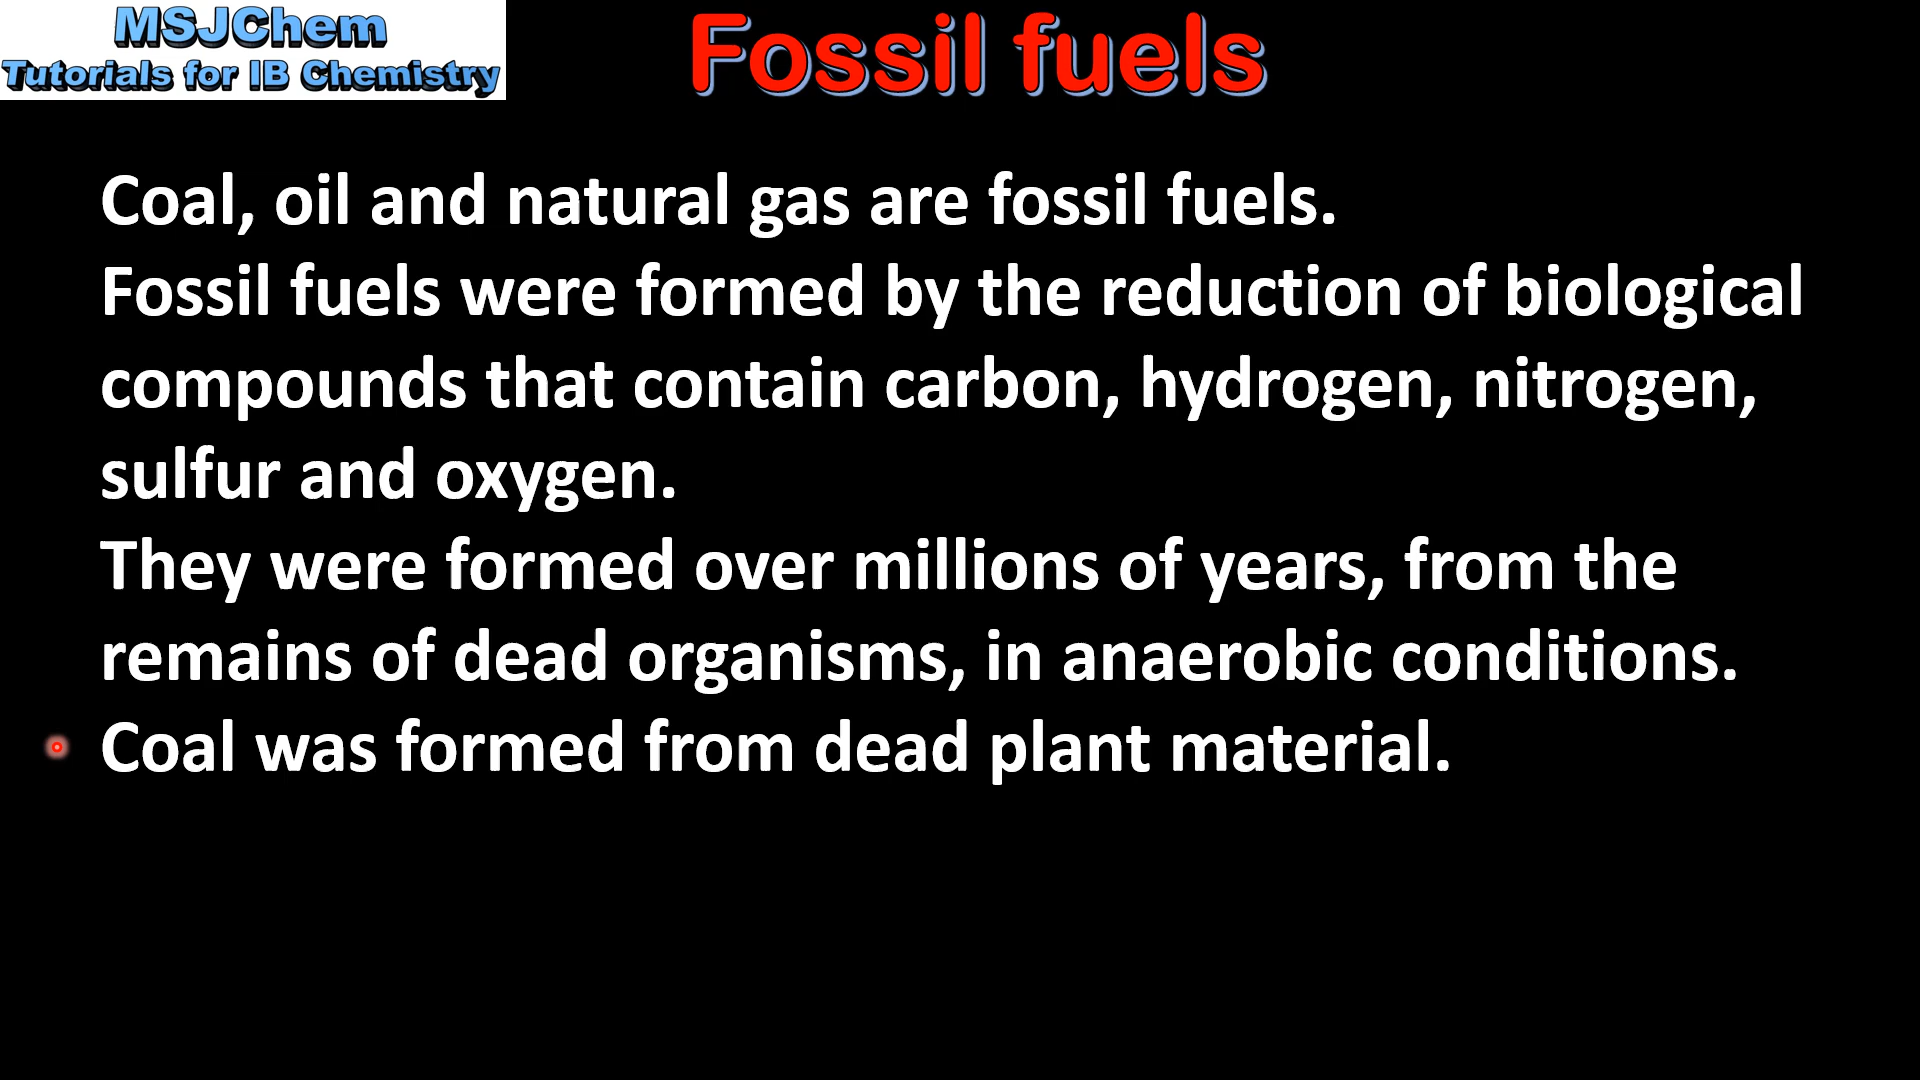 MSJChem
Tutorials for IB Chemistry
Fossil fuels
Coal, oil and natural gas are fossil fuels.
Fossil fuels were formed by the reduction of biological
compounds that contain carbon, hydrogen, nitrogen,
sulfur and oxygen.
They were formed over millions of years, from the
remains of dead organisms, in anaerobic conditions.
Coal was formed from dead plant material.